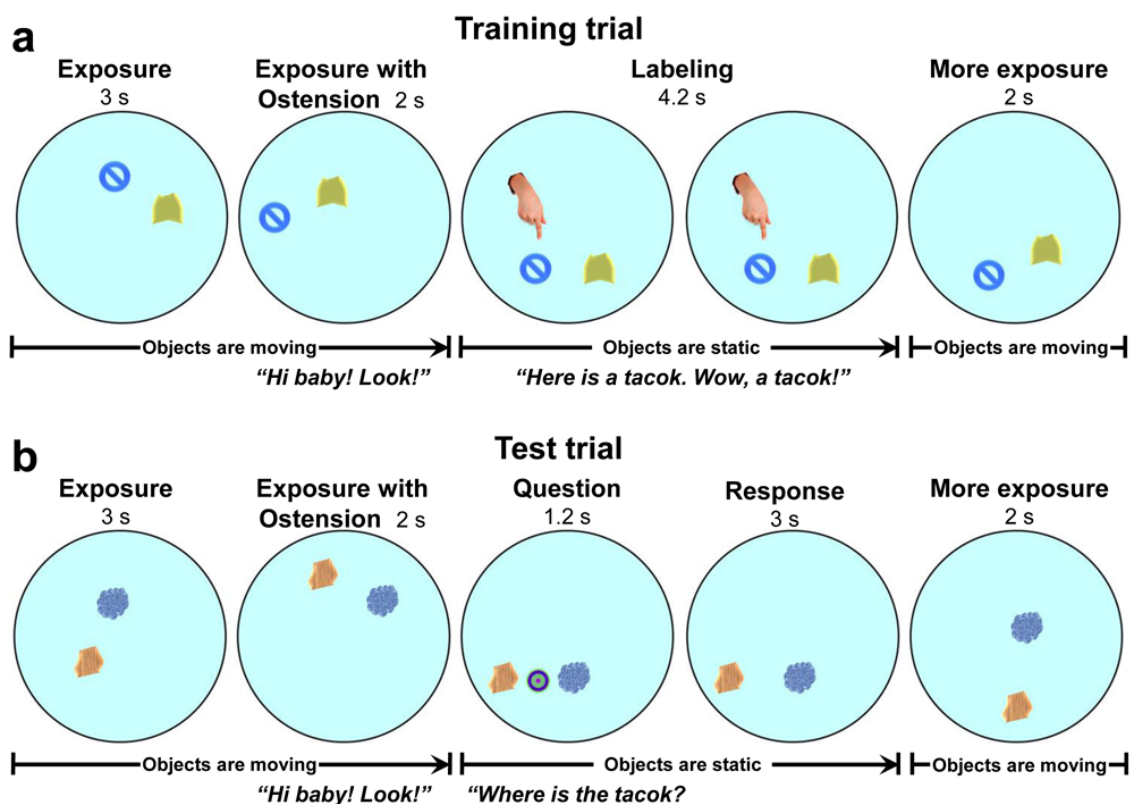 a
Training trial
Exposure
3 s
Exposure with
Ostension 2 s
Labeling
4.2 s
More exposure
2 s
Objects are moving
Objects are static
Objects are moving
“Hi baby! Look!”
“Here is a tacok. Wow, a tacok!”
b
Test trial
Exposure
3 s
Exposure with
Ostension 2 s
Question
1.2 s
Response
3 s
More exposure
2 s
Objects are moving
Objects are static
Objects are moving
“Hi baby! Look!”
“Where is the tacok?